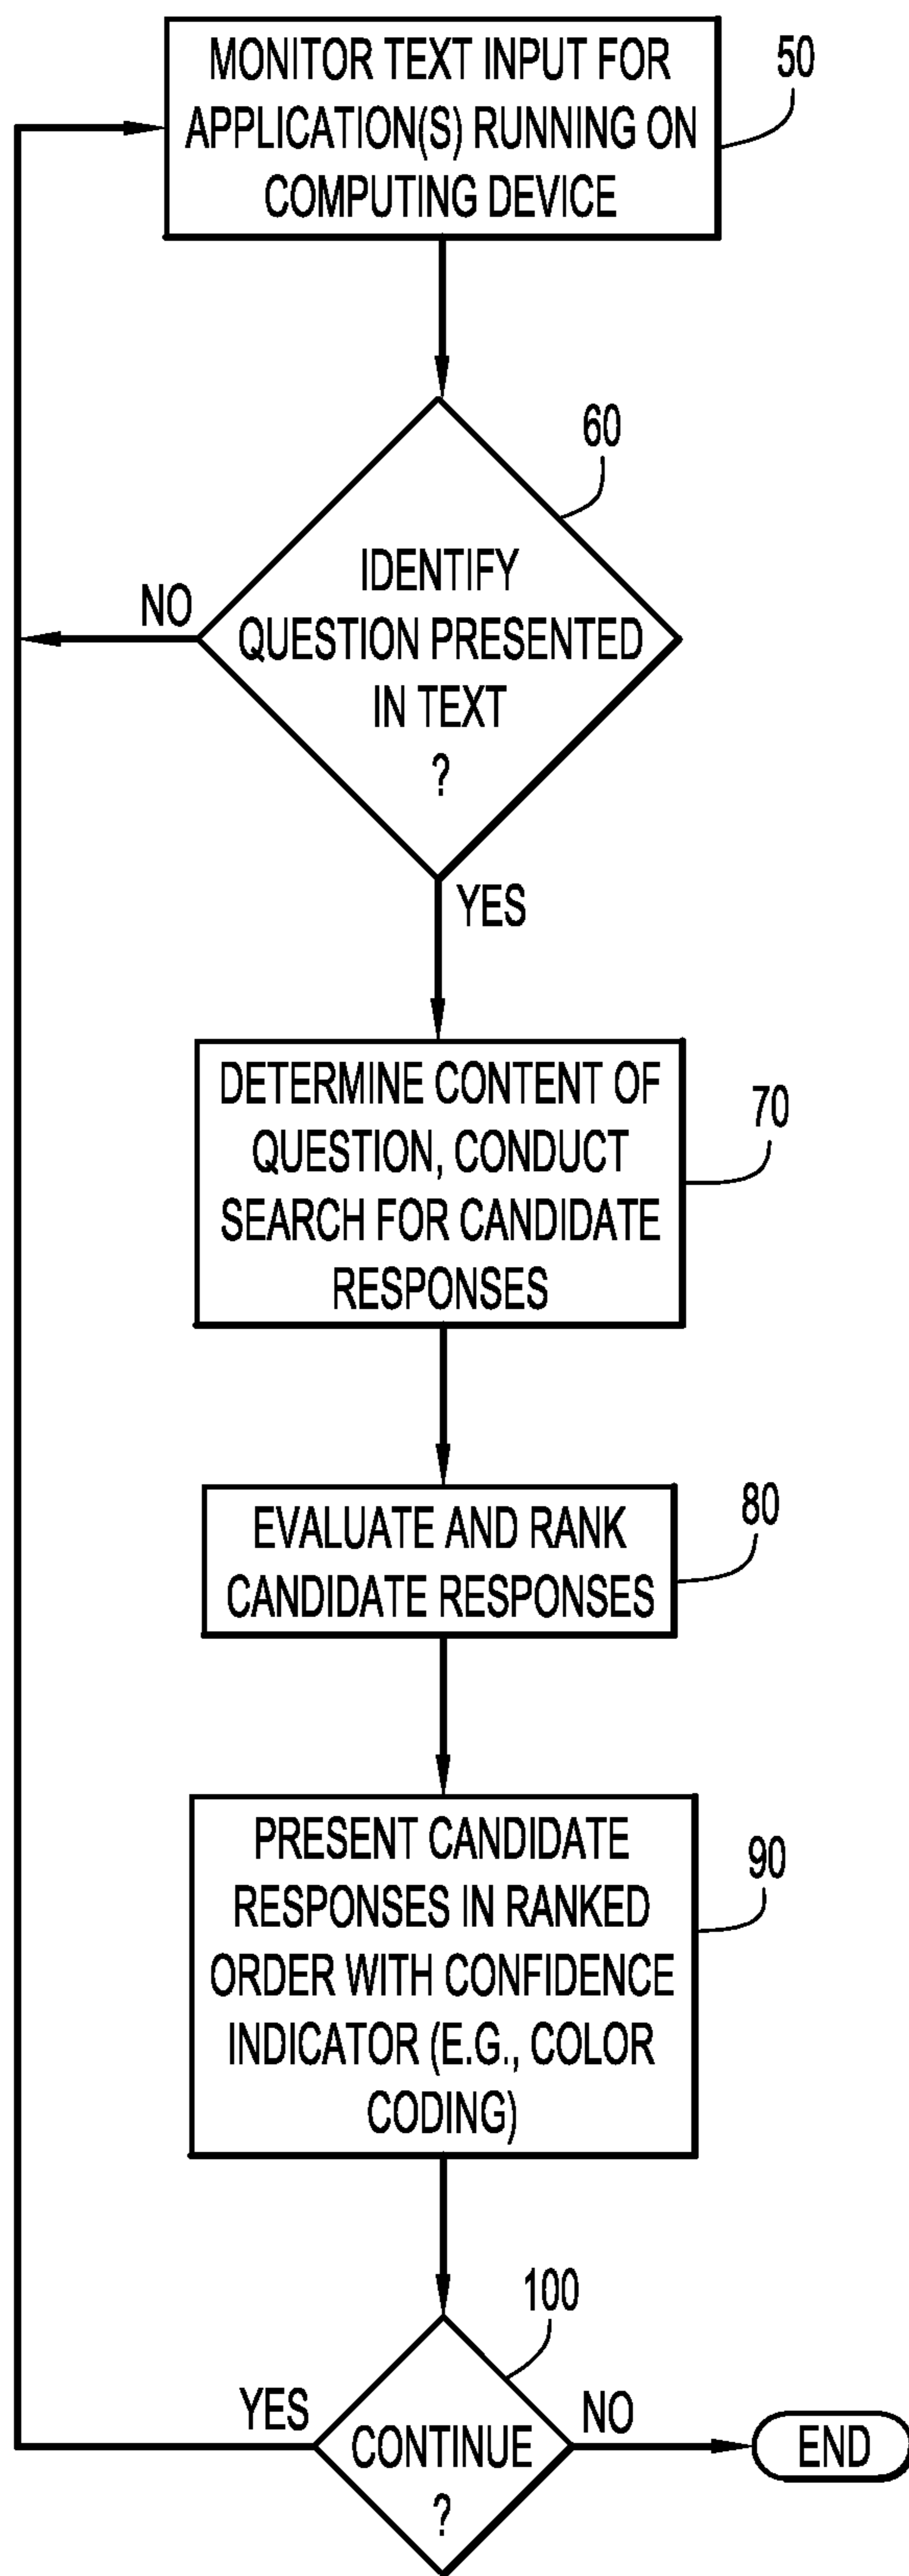 MONITOR TEXT INPUT FOR
APPLICATION(S) RUNNING ON
COMPUTING DEVICE
50
60
IDENTIFY
QUESTION PRESENTED
IN TEXT
?
NO
YES
DETERMINE CONTENT OF
QUESTION, CONDUCT
SEARCH FOR CANDIDATE
RESPONSES
70
EVALUATE AND RANK
CANDIDATE RESPONSES
80
PRESENT CANDIDATE
RESPONSES IN RANKED
ORDER WITH CONFIDENCE
INDICATOR (E.G., COLOR
CODING)
90
100
YES
CONTINUE
?
NO
END